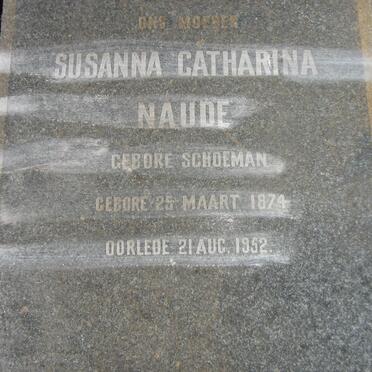 ONS MOEDER
SUSANNA CATHARINA
NAUDE
GEBORE SCHOEMAN
GEBORE 25 MAART 1874
OORLEDE 21 AUG. 1952.